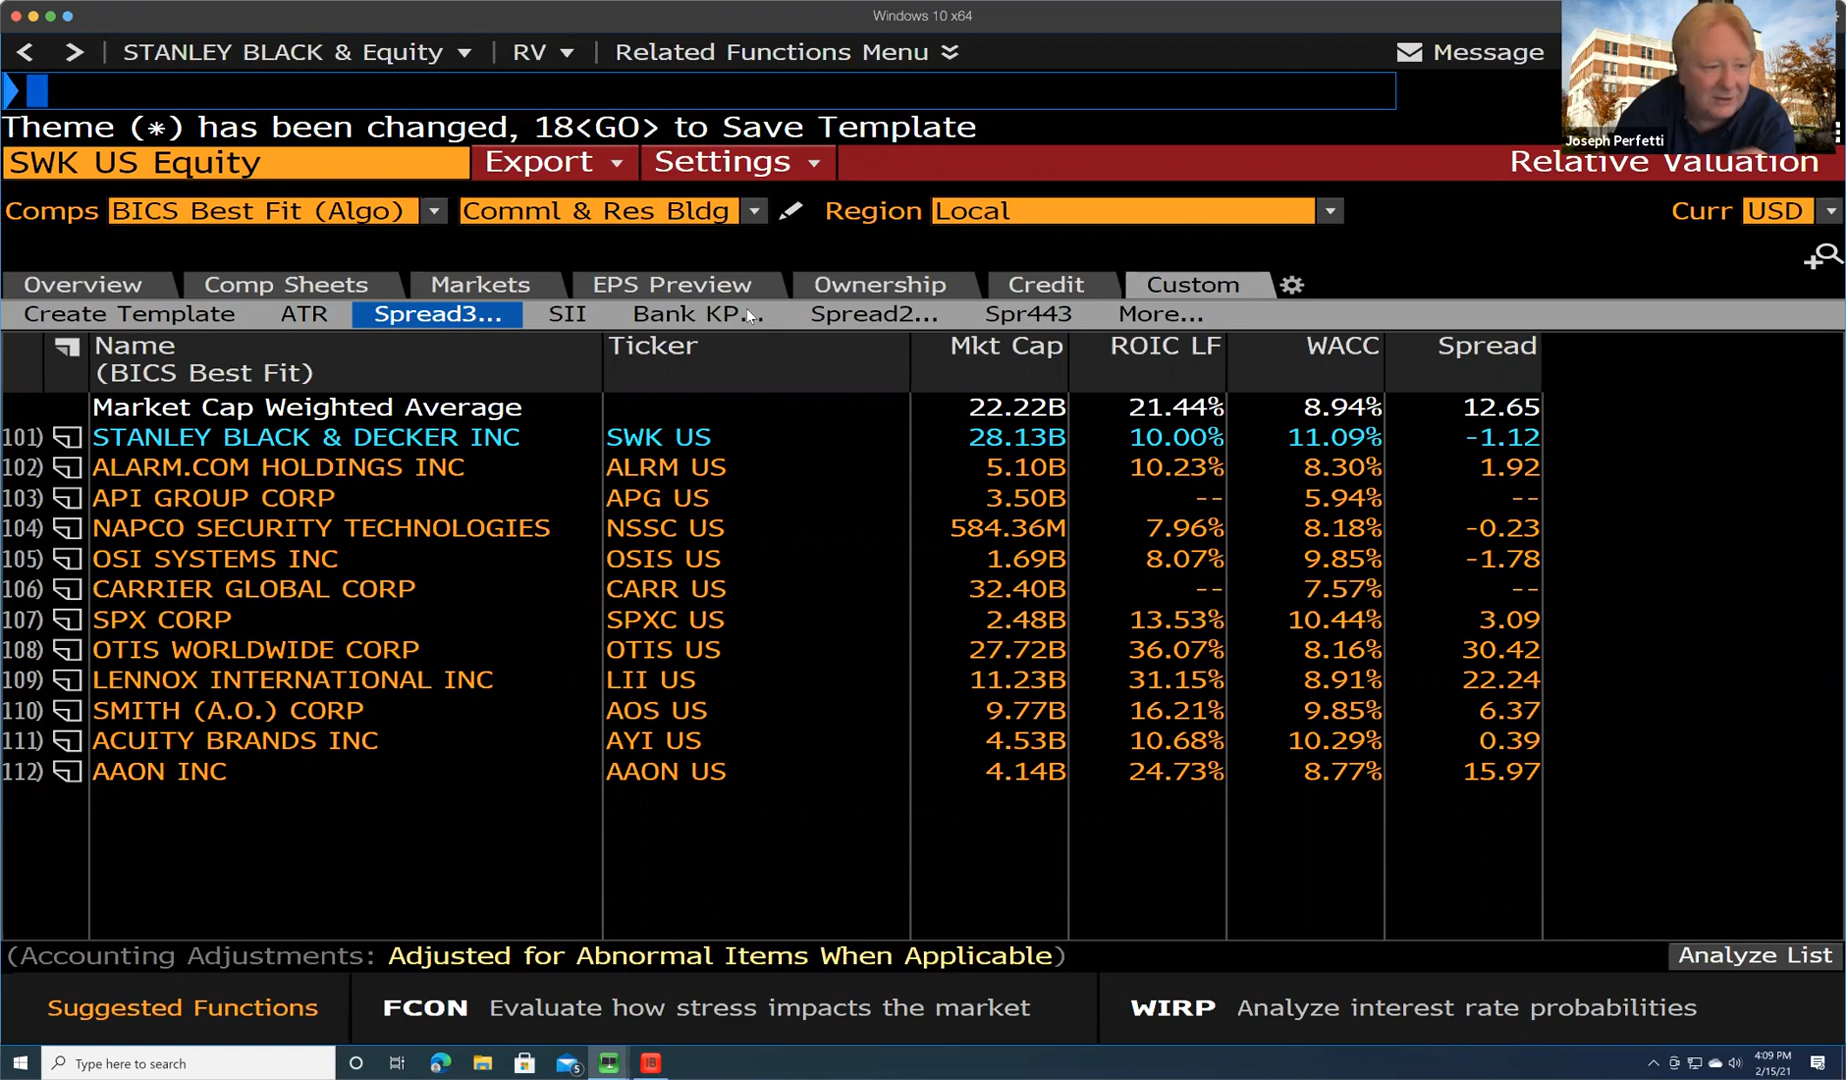 Windows 10 x64
< > STANLEY BLACK & Equity RV Related Functions Menu Message
Joseph Perfetti
Theme (*) has been changed, 18<GO> to Save Template
SWK US Equity Export Settings Relative Valuation
Comps BICS Best Fit (Algo) Comml & Res Bldg Region Local Curr USD
Overview Comp Sheets Markets EPS Preview Ownership Credit Custom
Create Template ATR Spread3... SII Bank KP... Spread2... Spr443 More...
Name Ticker Mkt Cap ROIC LF WACC Spread
(BICS Best Fit)
Market Cap Weighted Average 22.22B 21.44% 8.94% 12.65
101) STANLEY BLACK & DECKER INC SWK US 28.13B 10.00% 11.09% -1.12
102) ALARM.COM HOLDINGS INC ALRM US 5.10B 10.23% 8.30% 1.92
103) API GROUP CORP APG US 3.50B -- 5.94% --
104) NAPCO SECURITY TECHNOLOGIES NSSC US 584.36M 7.96% 8.18% -0.23
105) OSI SYSTEMS INC OSIS US 1.69B 8.07% 9.85% -1.78
106) CARRIER GLOBAL CORP CARR US 32.40B -- 7.57% --
107) SPX CORP SPXC US 2.48B 13.53% 10.44% 3.09
108) OTIS WORLDWIDE CORP OTIS US 27.72B 36.07% 8.16% 30.42
109) LENNOX INTERNATIONAL INC LII US 11.23B 31.15% 8.91% 22.24
110) SMITH (A.O.) CORP AOS US 9.77B 16.21% 9.85% 6.37
111) ACUITY BRANDS INC AYI US 4.53B 10.68% 10.29% 0.39
112) AAON INC AAON US 4.14B 24.73% 8.77% 15.97
(Accounting Adjustments: Adjusted for Abnormal Items When Applicable) Analyze List
Suggested Functions FCON Evaluate how stress impacts the market WIRP Analyze interest rate probabilities
Type here to search 5 IB 4:09 PM
2/15/21